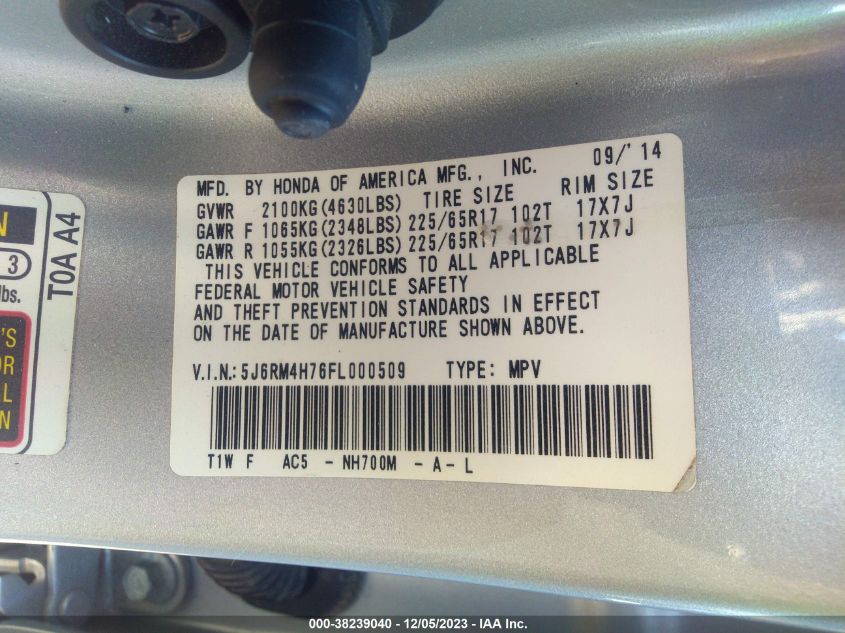 MFD. BY HONDA OF AMERICA MFG., INC. 09/'14
GVWR 2100KG(4630LBS) TIRE SIZE RIM SIZE
GAWR F 1065KG(2348LBS) 225/65R17 102T 17X7J
GAWR R 1055KG(2326LBS) 225/65R17 102T 17X7J
THIS VEHICLE CONFORMS TO ALL APPLICABLE
FEDERAL MOTOR VEHICLE SAFETY
AND THEFT PREVENTION STANDARDS IN EFFECT
ON THE DATE OF MANUFACTURE SHOWN ABOVE.
V.I.N.: 5J6RM4H76FL000509 TYPE: MPV
T1W F AC5 - NH700M - A - L
N
3
lbs.
T0A A4
'S
OR
L
N
000-38239040 - 12/05/2023 - IAA Inc.